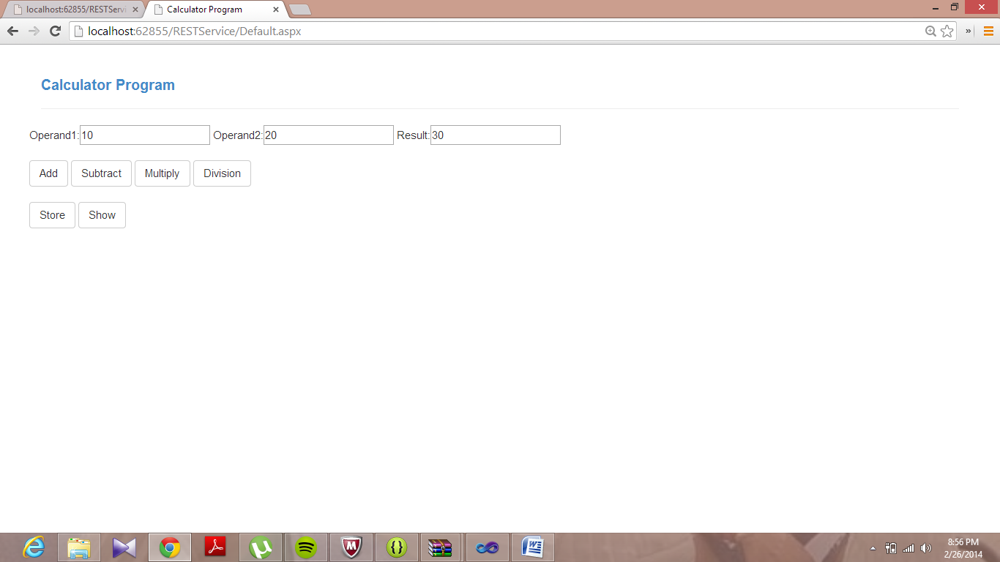 localhost:62855/RESTServi
Calculator Program
localhost:62855/RESTService/Default.aspx
Calculator Program
Operand1:10 Operand2:20 Result:30
Add Subtract Multiply Division
Store Show
8:56 PM
2/26/2014